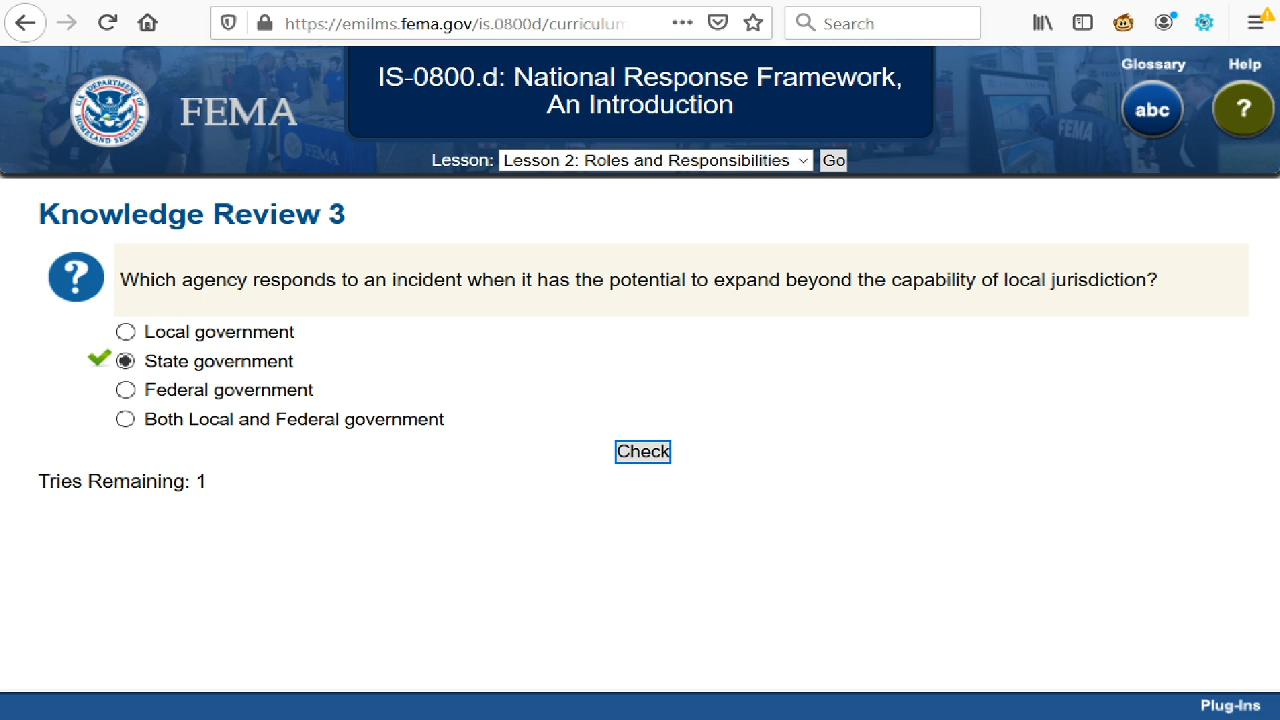 https://emilms.fema.gov/is.0800d/curriculum
Search
IS-0800.d: National Response Framework,
An Introduction
Glossary
Help
abc
?
FEMA
FEMA
FEMA
Lesson: Lesson 2: Roles and Responsibilities Go
Knowledge Review 3
? Which agency responds to an incident when it has the potential to expand beyond the capability of local jurisdiction?
Local government
State government
Federal government
Both Local and Federal government
Check
Tries Remaining: 1
Plug-Ins